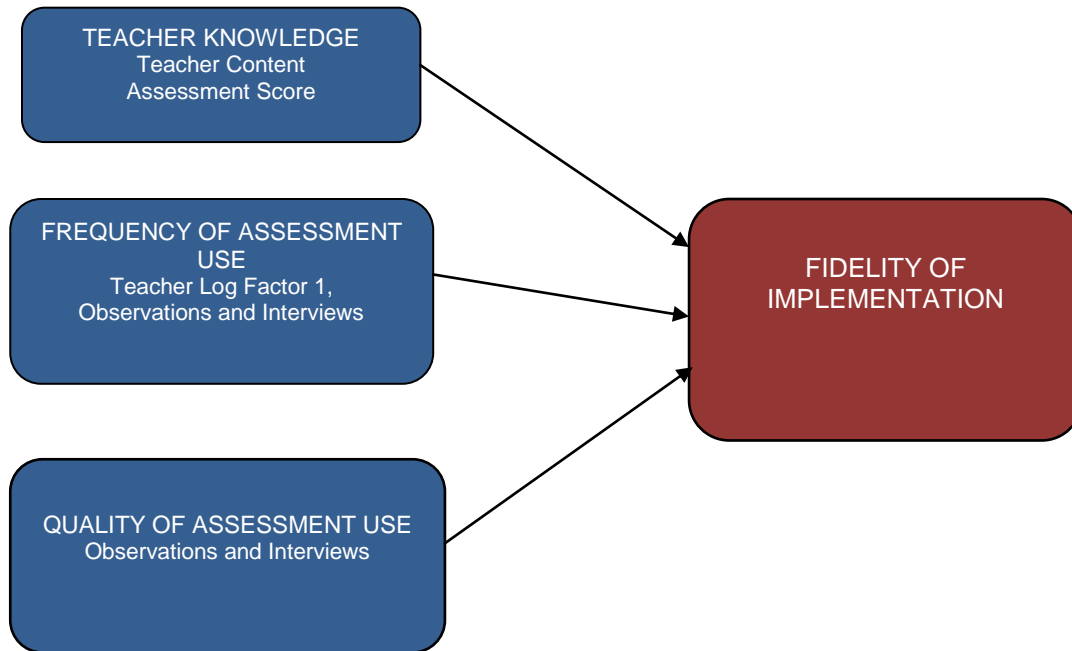 TEACHER KNOWLEDGE
Teacher Content
Assessment Score
FREQUENCY OF ASSESSMENT
USE
Teacher Log Factor 1,
Observations and Interviews
QUALITY OF ASSESSMENT USE
Observations and Interviews
FIDELITY OF
IMPLEMENTATION